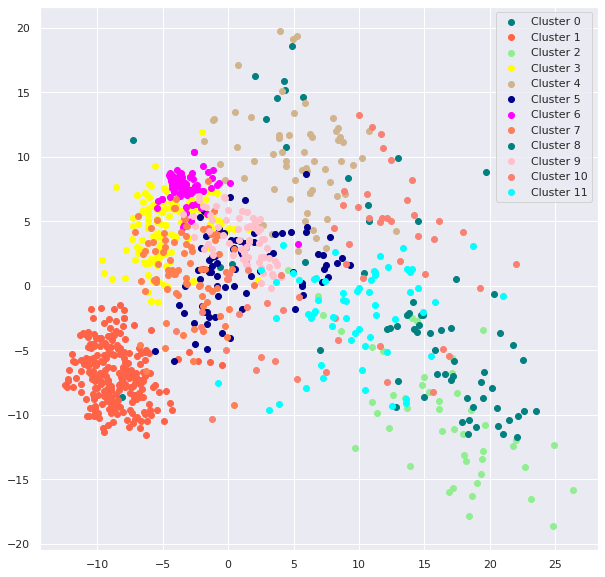 Cluster 0
Cluster 1
Cluster 2
Cluster 3
Cluster 4
Cluster 5
Cluster 6
Cluster 7
Cluster 8
Cluster 9
Cluster 10
Cluster 11
20
15
10
5
0
−5
−10
−15
−20
−10 −5 0 5 10 15 20 25